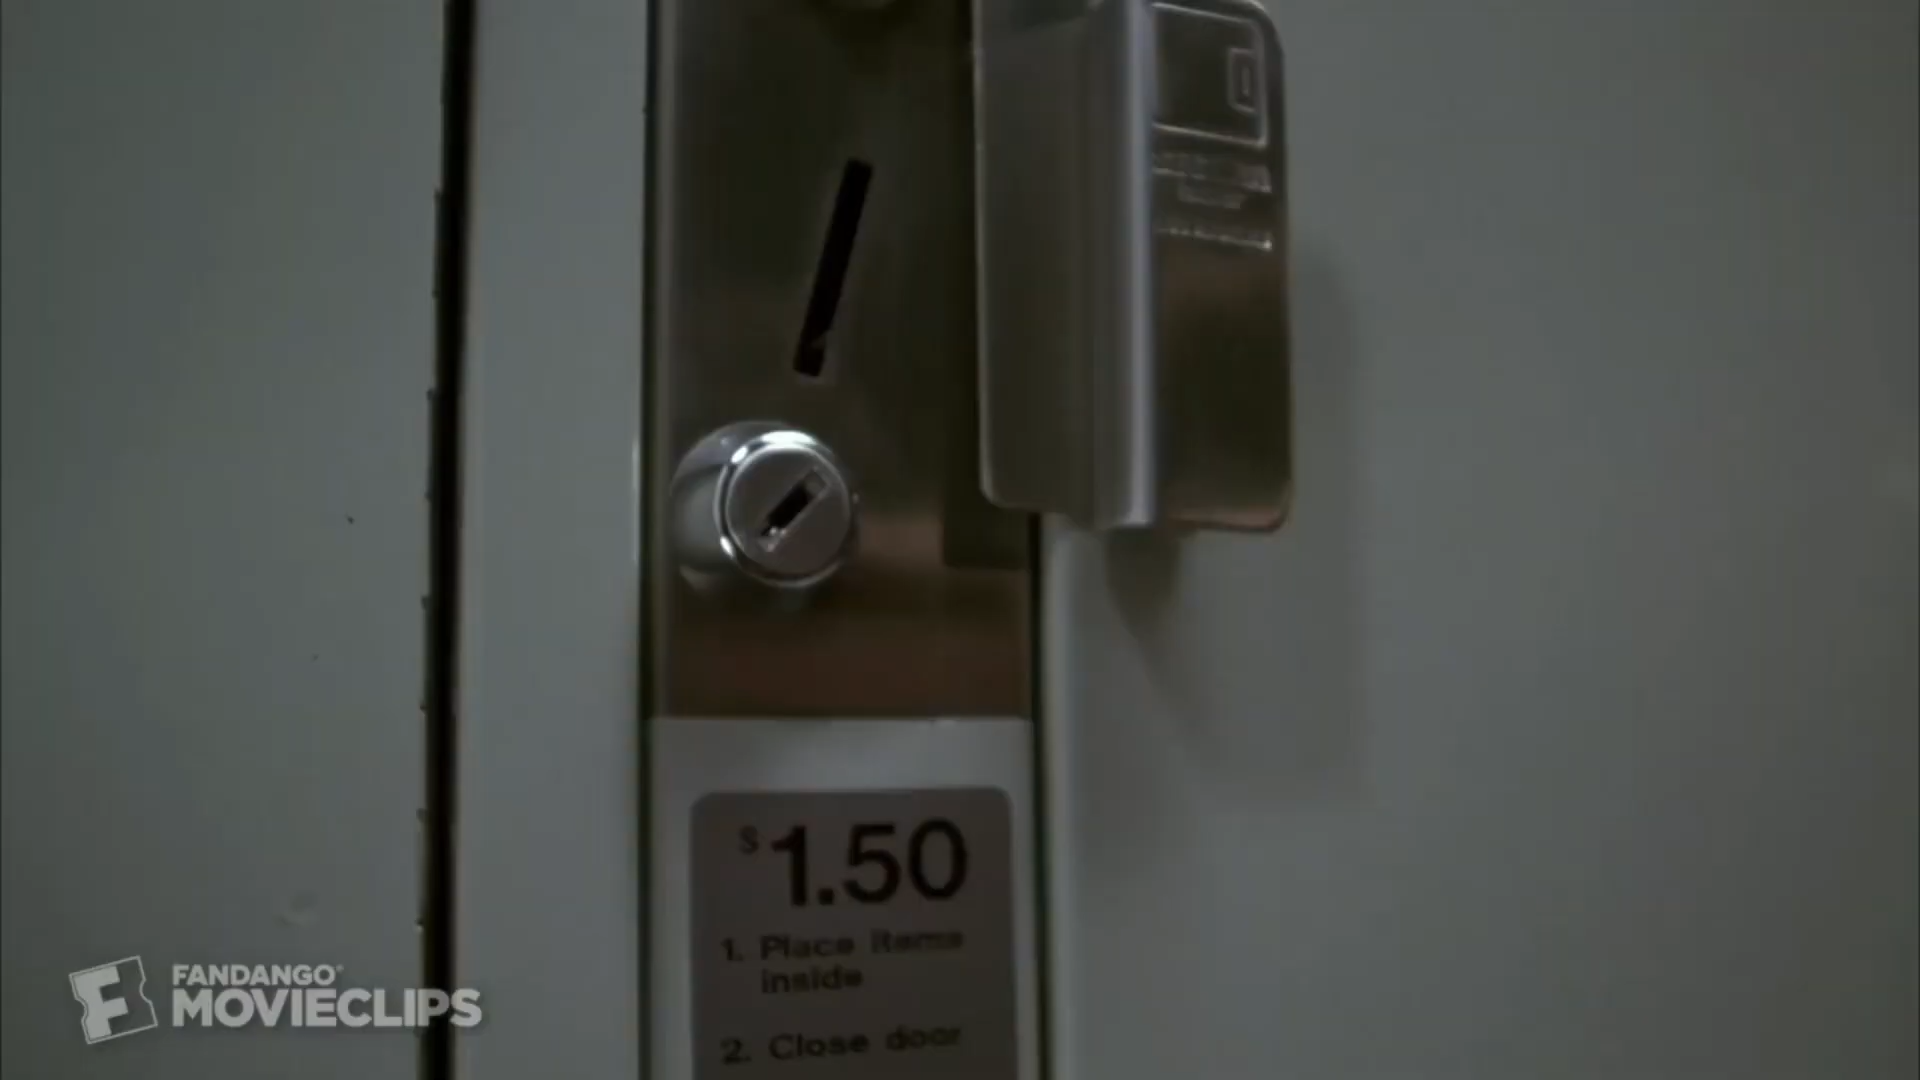 $1.50
1. Place items
inside
2. Close door
FANDANGO
MOVIECLIPS